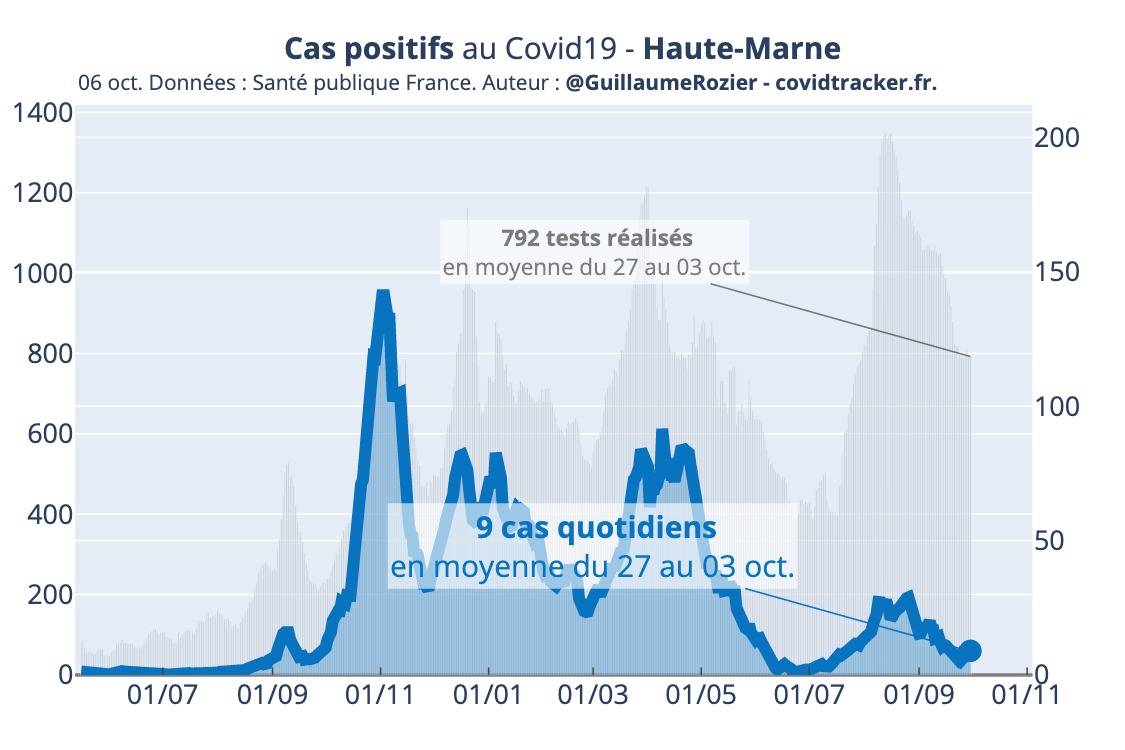 Cas positifs au Covid19 - Haute-Marne
06 oct. Données : Santé publique France. Auteur : @GuillaumeRozier - covidtracker.fr.
1400
1200
1000
800
600
400
200
0
200
150
100
50
0
792 tests réalisés
en moyenne du 27 au 03 oct.
9 cas quotidiens
en moyenne du 27 au 03 oct.
01/07 01/09 01/11 01/01 01/03 01/05 01/07 01/09 01/11